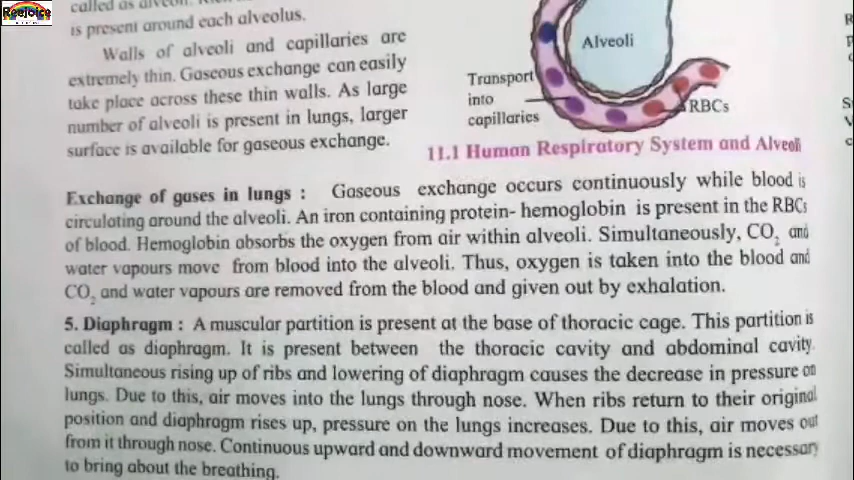 Reejoice
called as alveoli.
is present around each alveolus.
Walls of alveoli and capillaries are
extremely thin. Gaseous exchange can easily
take place across these thin walls. As large
number of alveoli is present in lungs, larger
surface is available for gaseous exchange.
Alveoli
Transport
into
capillaries
RBCs
11.1 Human Respiratory System and Alveoli
Exchange of gases in lungs : Gaseous exchange occurs continuously while blood is
circulating around the alveoli. An iron containing protein- hemoglobin is present in the RBCs
of blood. Hemoglobin absorbs the oxygen from air within alveoli. Simultaneously, CO₂ and
water vapours move from blood into the alveoli. Thus, oxygen is taken into the blood and
CO₂ and water vapours are removed from the blood and given out by exhalation.
5. Diaphragm : A muscular partition is present at the base of thoracic cage. This partition is
called as diaphragm. It is present between the thoracic cavity and abdominal cavity.
Simultaneous rising up of ribs and lowering of diaphragm causes the decrease in pressure on
lungs. Due to this, air moves into the lungs through nose. When ribs return to their original
position and diaphragm rises up, pressure on the lungs increases. Due to this, air moves out
from it through nose. Continuous upward and downward movement of diaphragm is necessary
to bring about the breathing.